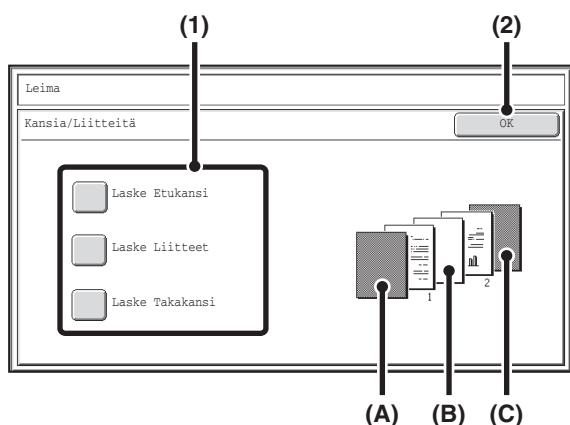 (1) (2)
Leima
Kansia/Liitteitä OK
Laske Etukansi
Laske Liitteet
Laske Takakansi
1 2
(A) (B) (C)